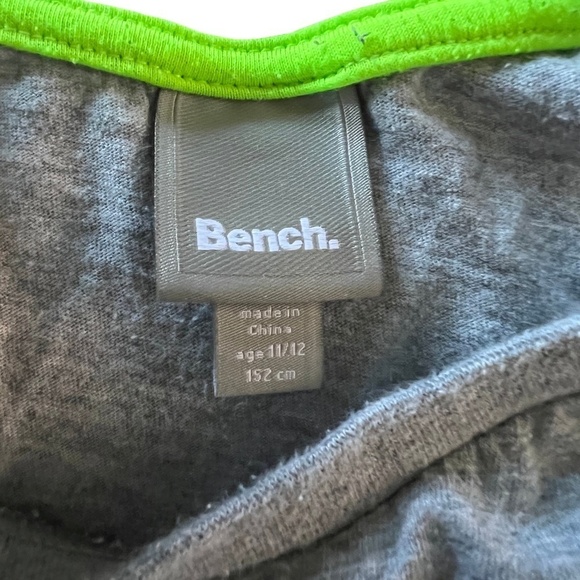 Bench.
made in
China
age 11/12
152 cm